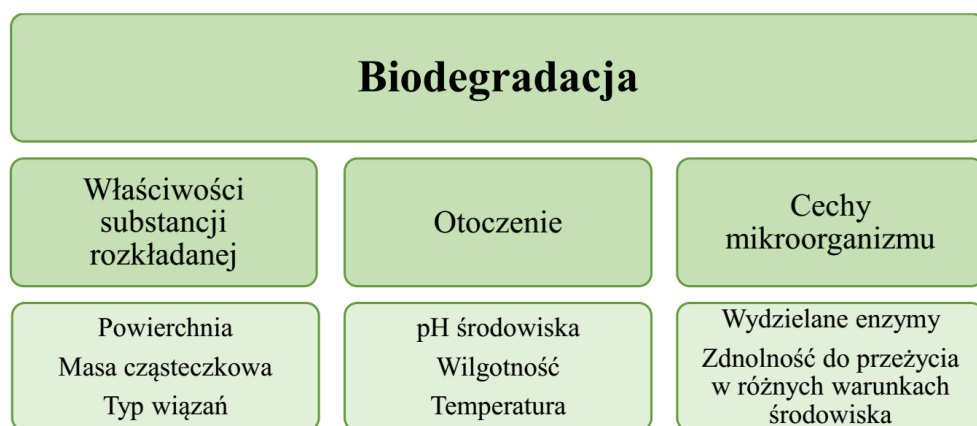 Biodegradacja
Właściwości
substancji
rozkładanej
Otoczenie
Cechy
mikroorganizmu
Powierchnia
Masa cząsteczkowa
Typ wiązań
pH środowiska
Wilgotność
Temperatura
Wydzielane enzymy
Zdnolność do przeżycia
w różnych warunkach
środowiska